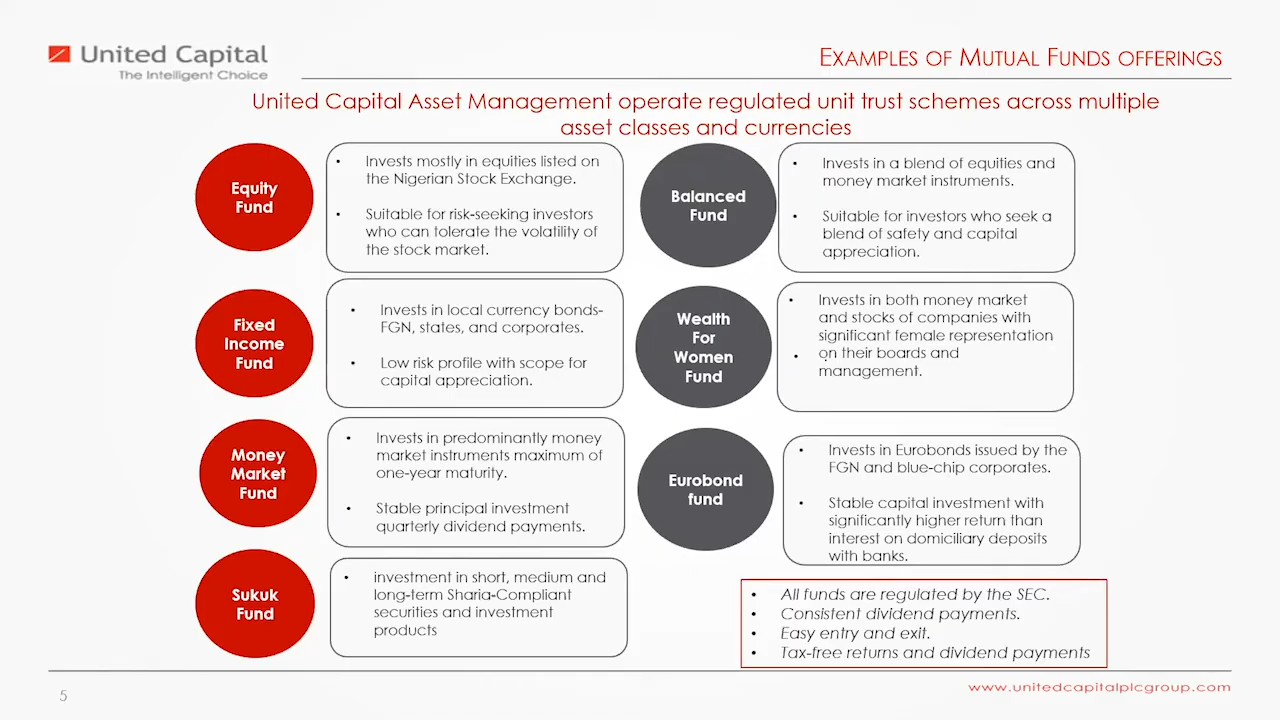 United Capital
The Intelligent Choice
EXAMPLES OF MUTUAL FUNDS OFFERINGS
United Capital Asset Management operate regulated unit trust schemes across multiple
asset classes and currencies
Equity
Fund
• Invests mostly in equities listed on
the Nigerian Stock Exchange.
• Suitable for risk-seeking investors
who can tolerate the volatility of
the stock market.
Balanced
Fund
• Invests in a blend of equities and
money market instruments.
• Suitable for investors who seek a
blend of safety and capital
appreciation.
Fixed
Income
Fund
• Invests in local currency bonds-
FGN, states, and corporates.
• Low risk profile with scope for
capital appreciation.
Wealth
For
Women
Fund
• Invests in both money market
and stocks of companies with
significant female representation
• on their boards and
management.
Money
Market
Fund
• Invests in predominantly money
market instruments maximum of
one-year maturity.
• Stable principal investment
quarterly dividend payments.
Eurobond
fund
• Invests in Eurobonds issued by the
FGN and blue-chip corporates.
• Stable capital investment with
significantly higher return than
interest on domiciliary deposits
with banks.
Sukuk
Fund
• investment in short, medium and
long-term Sharia-Compliant
securities and investment
products
• All funds are regulated by the SEC.
• Consistent dividend payments.
• Easy entry and exit.
• Tax-free returns and dividend payments
5
www.unitedcapitalplcgroup.com